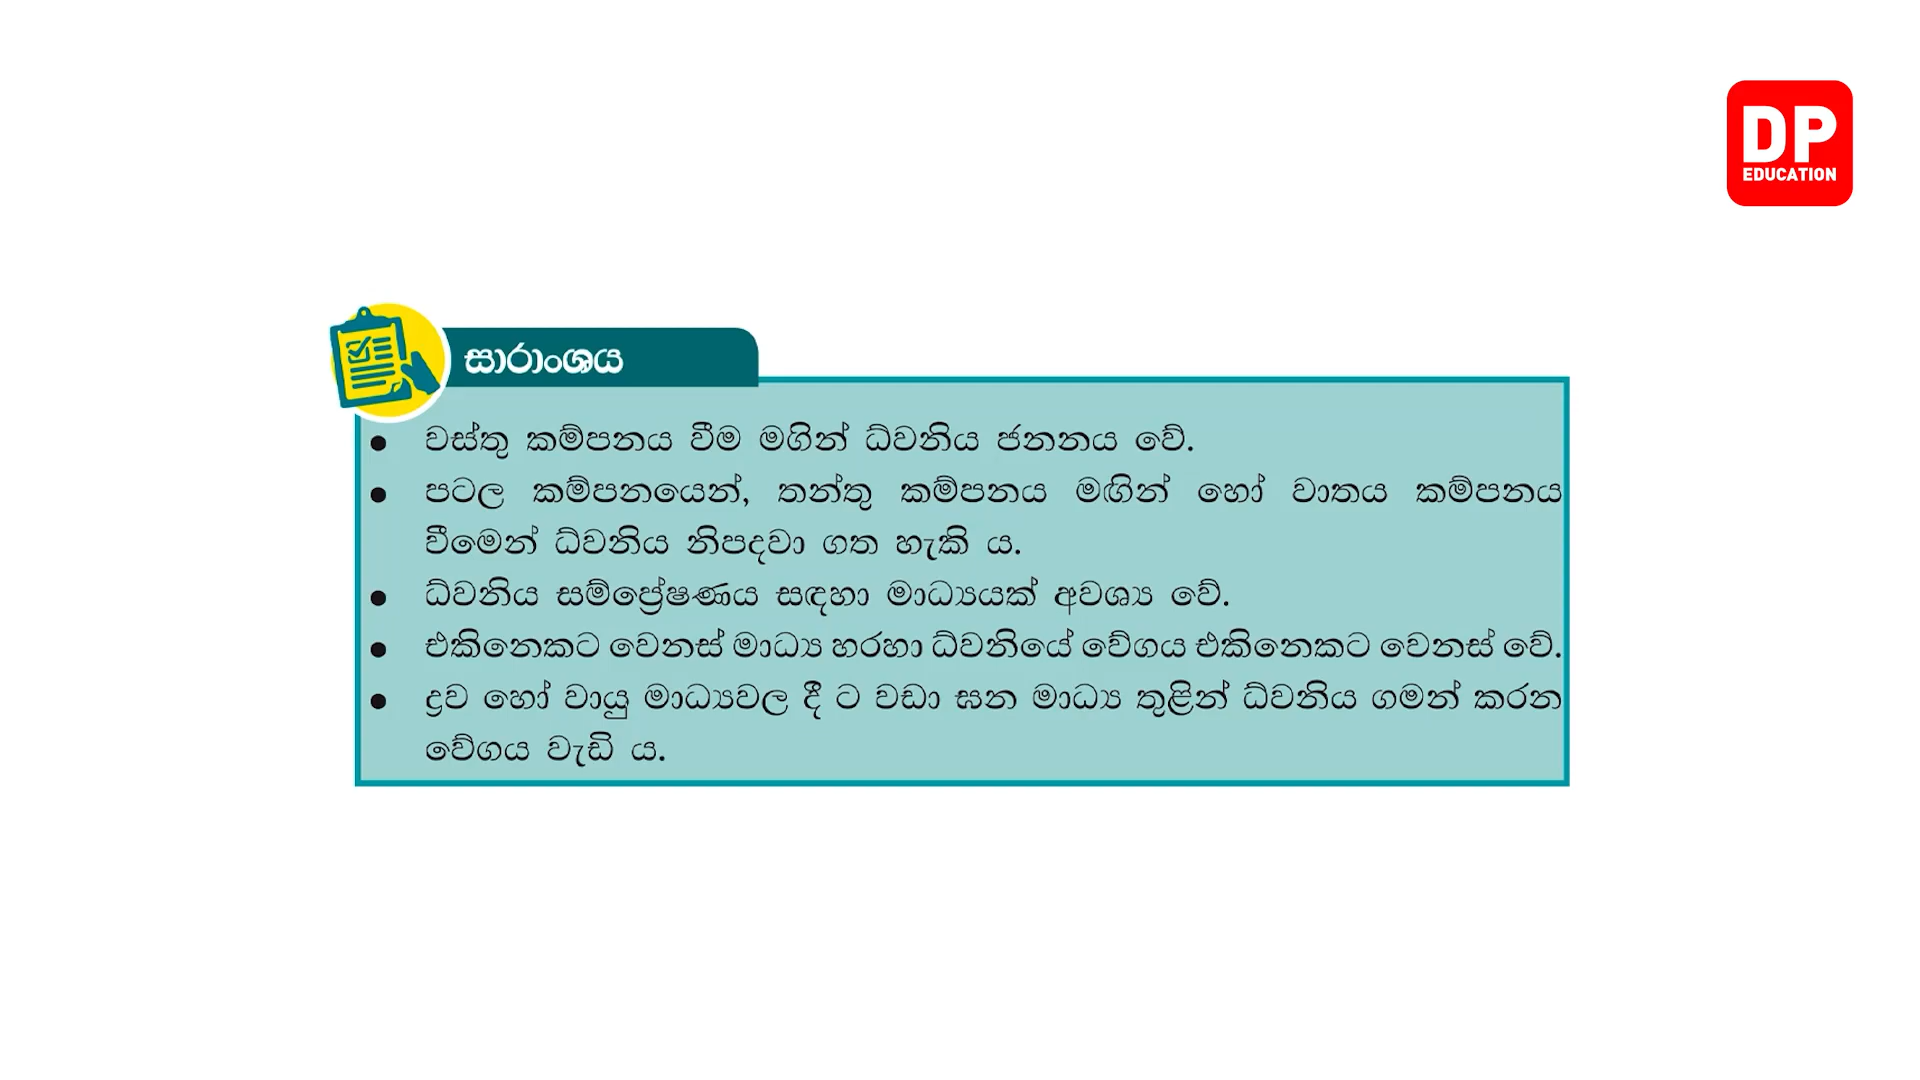 DP
EDUCATION
සාරාංශය
● වස්තු කම්පනය වීම මගින් ධ්වනිය ජනනය වේ.
● පටල කම්පනයෙන්, තන්තු කම්පනය මඟින් හෝ වාතය කම්පනය
වීමෙන් ධ්වනිය නිපදවා ගත හැකි ය.
● ධ්වනිය සම්ප්‍රේෂණය සඳහා මාධ්‍යයක් අවශ්‍ය වේ.
● එකිනෙකට වෙනස් මාධ්‍ය හරහා ධ්වනියේ වේගය එකිනෙකට වෙනස් වේ.
● ද්‍රව හෝ වායු මාධ්‍යවල දී ට වඩා ඝන මාධ්‍ය තුළින් ධ්වනිය ගමන් කරන
වේගය වැඩි ය.